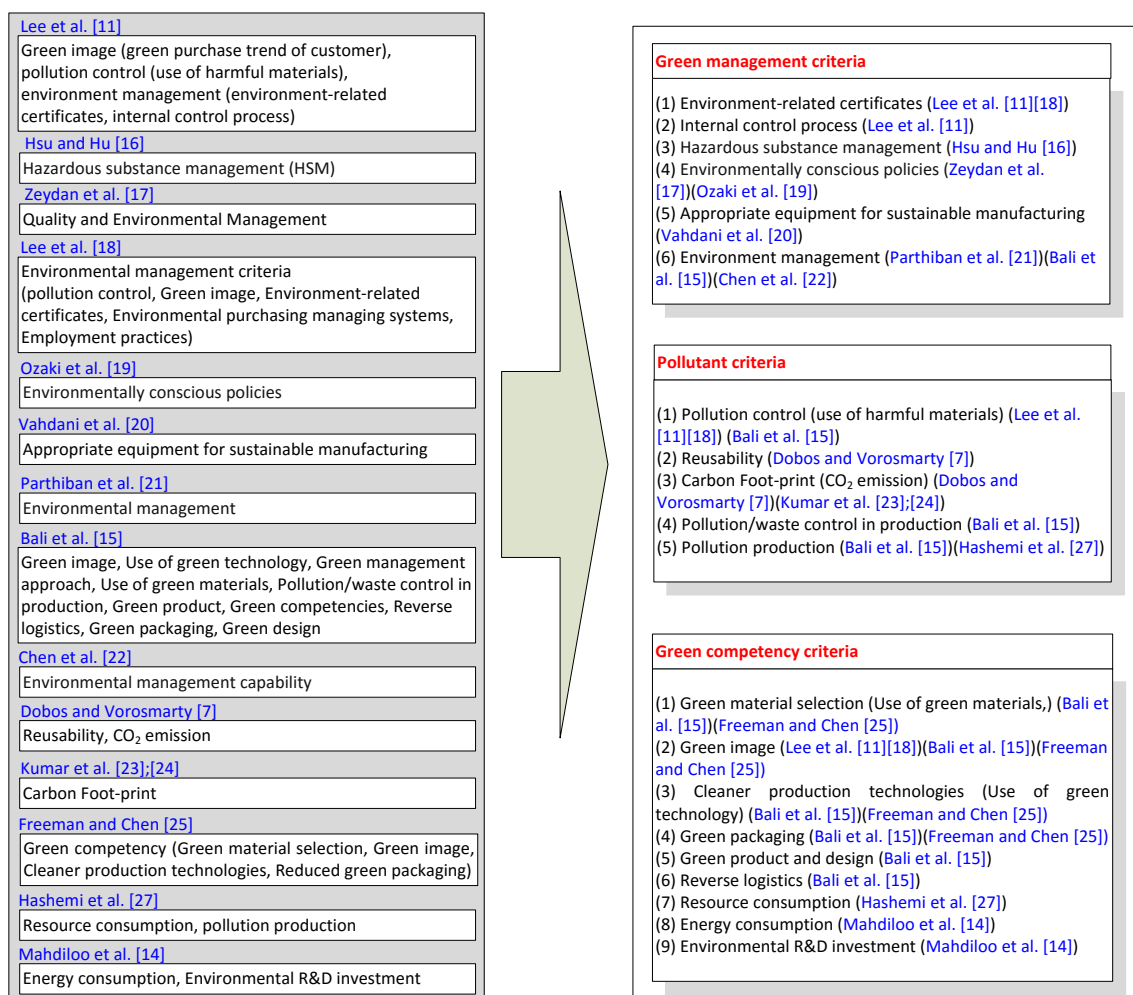 Lee et al. [11]
Green image (green purchase trend of customer),
pollution control (use of harmful materials),
environment management (environment-related
certificates, internal control process)
Hsu and Hu [16]
Hazardous substance management (HSM)
Zeydan et al. [17]
Quality and Environmental Management
Lee et al. [18]
Environmental management criteria
(pollution control, Green image, Environment-related
certificates, Environmental purchasing managing systems,
Employment practices)
Ozaki et al. [19]
Environmentally conscious policies
Vahdani et al. [20]
Appropriate equipment for sustainable manufacturing
Parthiban et al. [21]
Environmental management
Bali et al. [15]
Green image, Use of green technology, Green management
approach, Use of green materials, Pollution/waste control in
production, Green product, Green competencies, Reverse
logistics, Green packaging, Green design
Chen et al. [22]
Environmental management capability
Dobos and Vorosmarty [7]
Reusability, CO₂ emission
Kumar et al. [23];[24]
Carbon Foot-print
Freeman and Chen [25]
Green competency (Green material selection, Green image,
Cleaner production technologies, Reduced green packaging)
Hashemi et al. [27]
Resource consumption, pollution production
Mahdiloo et al. [14]
Energy consumption, Environmental R&D investment
Green management criteria
(1) Environment-related certificates (Lee et al. [11][18])
(2) Internal control process (Lee et al. [11])
(3) Hazardous substance management (Hsu and Hu [16])
(4) Environmentally conscious policies (Zeydan et al.
[17])(Ozaki et al. [19])
(5) Appropriate equipment for sustainable manufacturing
(Vahdani et al. [20])
(6) Environment management (Parthiban et al. [21])(Bali et
al. [15])(Chen et al. [22])
Pollutant criteria
(1) Pollution control (use of harmful materials) (Lee et al.
[11][18]) (Bali et al. [15])
(2) Reusability (Dobos and Vorosmarty [7])
(3) Carbon Foot-print (CO₂ emission) (Dobos and
Vorosmarty [7])(Kumar et al. [23];[24])
(4) Pollution/waste control in production (Bali et al. [15])
(5) Pollution production (Bali et al. [15])(Hashemi et al. [27])
Green competency criteria
(1) Green material selection (Use of green materials,) (Bali et
al. [15])(Freeman and Chen [25])
(2) Green image (Lee et al. [11][18])(Bali et al. [15])(Freeman
and Chen [25])
(3) Cleaner production technologies (Use of green
technology) (Bali et al. [15])(Freeman and Chen [25])
(4) Green packaging (Bali et al. [15])(Freeman and Chen [25])
(5) Green product and design (Bali et al. [15])
(6) Reverse logistics (Bali et al. [15])
(7) Resource consumption (Hashemi et al. [27])
(8) Energy consumption (Mahdiloo et al. [14])
(9) Environmental R&D investment (Mahdiloo et al. [14])